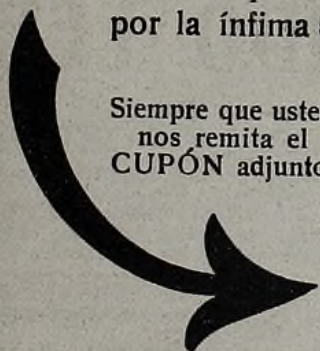 por la ínfima
Siempre que uste
nos remita el
CUPÓN adjunto